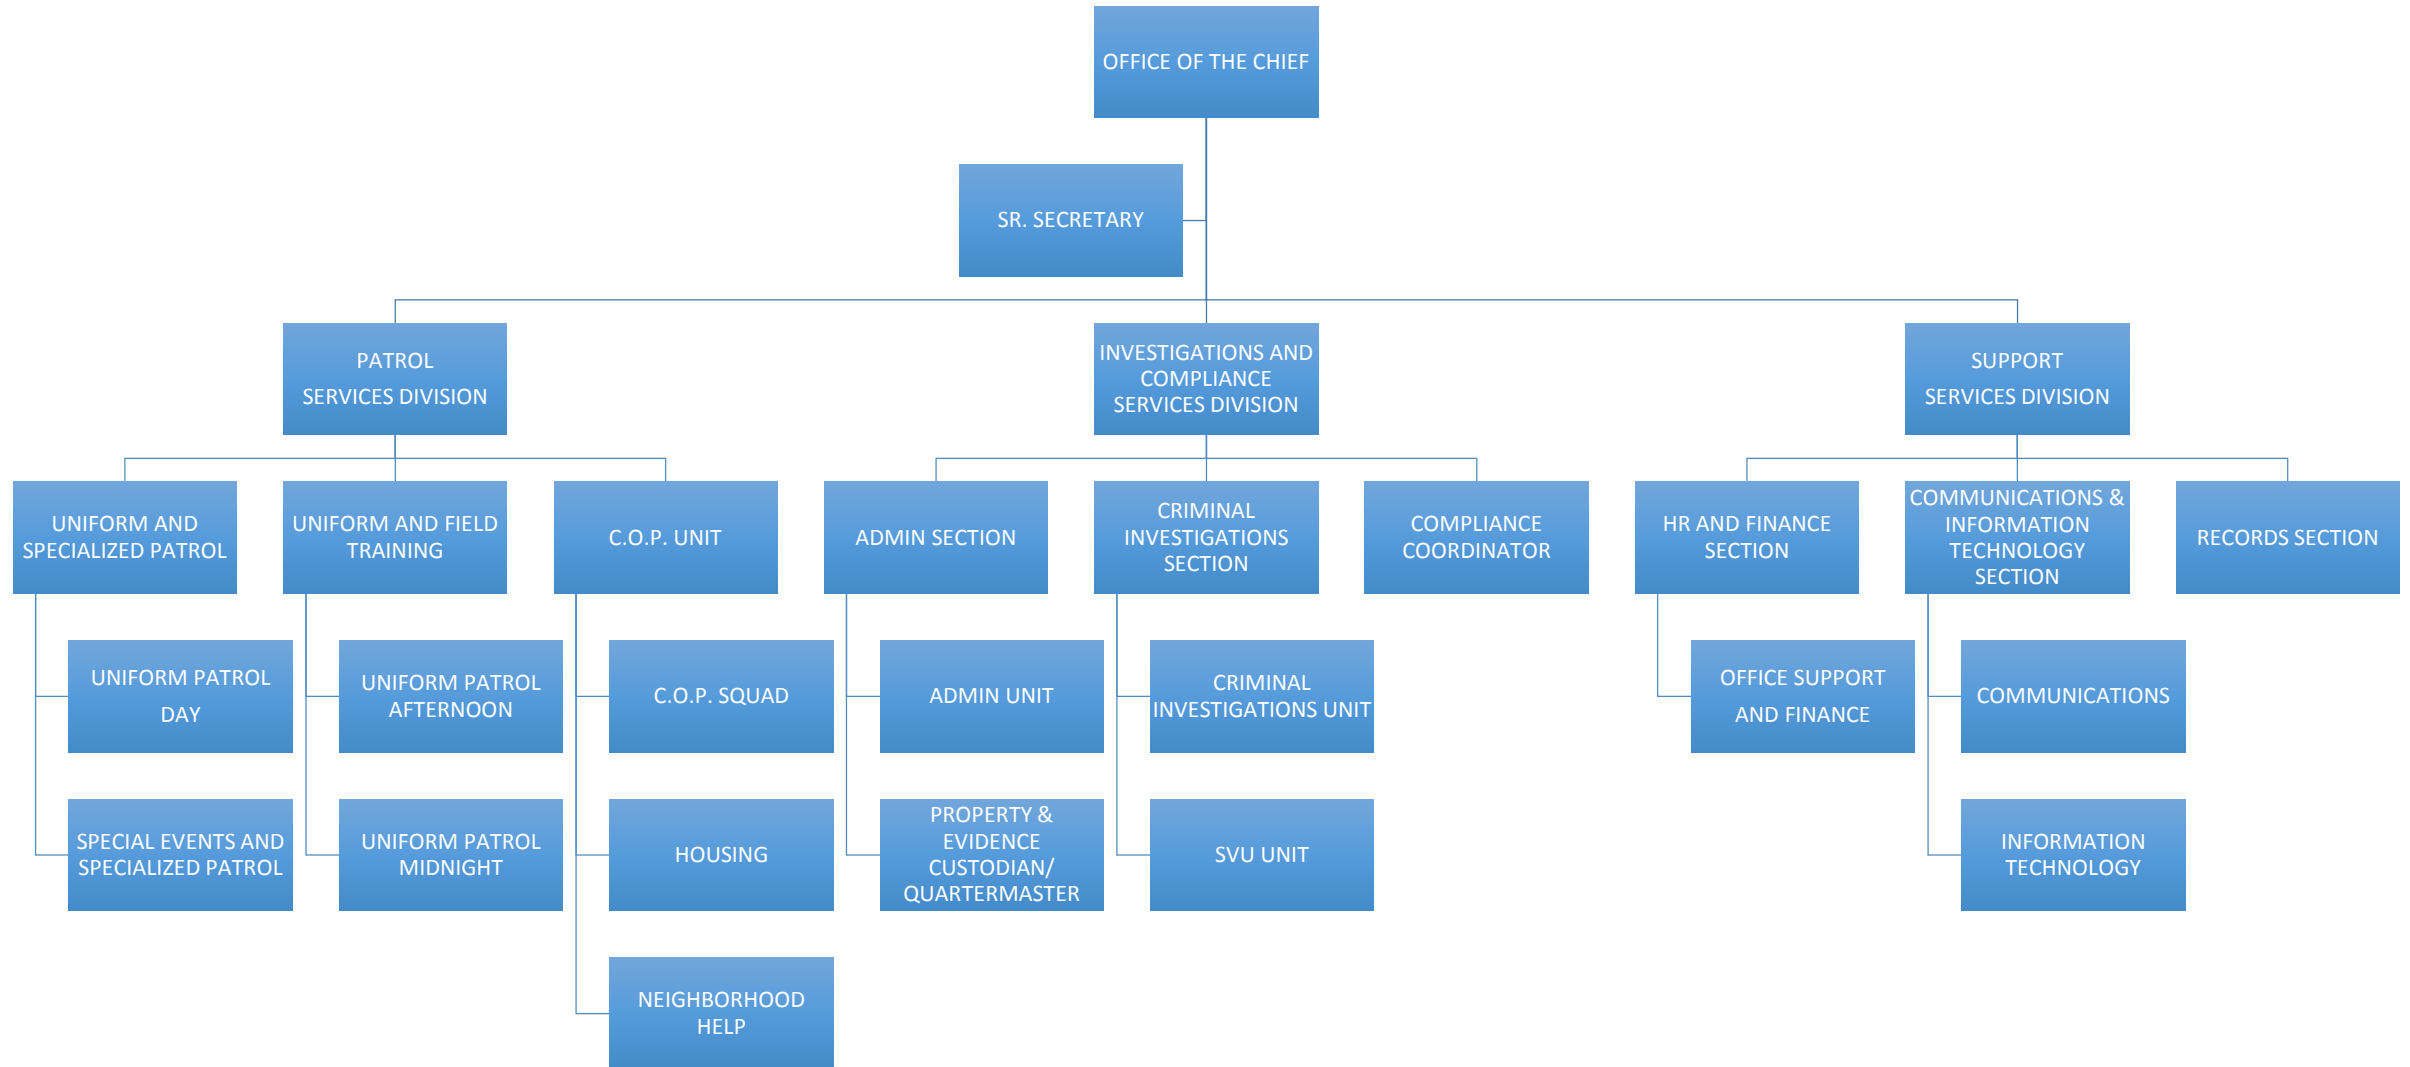 OFFICE OF THE CHIEF
SR. SECRETARY
PATROL
SERVICES DIVISION
INVESTIGATIONS AND
COMPLIANCE
SERVICES DIVISION
SUPPORT
SERVICES DIVISION
UNIFORM AND
SPECIALIZED PATROL
UNIFORM AND FIELD
TRAINING
C.O.P. UNIT
ADMIN SECTION
CRIMINAL
INVESTIGATIONS
SECTION
COMPLIANCE
COORDINATOR
HR AND FINANCE
SECTION
COMMUNICATIONS &
INFORMATION
TECHNOLOGY
SECTION
RECORDS SECTION
UNIFORM PATROL
DAY
UNIFORM PATROL
AFTERNOON
C.O.P. SQUAD
ADMIN UNIT
CRIMINAL
INVESTIGATIONS UNIT
OFFICE SUPPORT
AND FINANCE
COMMUNICATIONS
SPECIAL EVENTS AND
SPECIALIZED PATROL
UNIFORM PATROL
MIDNIGHT
HOUSING
PROPERTY &
EVIDENCE
CUSTODIAN/
QUARTERMASTER
SVU UNIT
INFORMATION
TECHNOLOGY
NEIGHBORHOOD
HELP